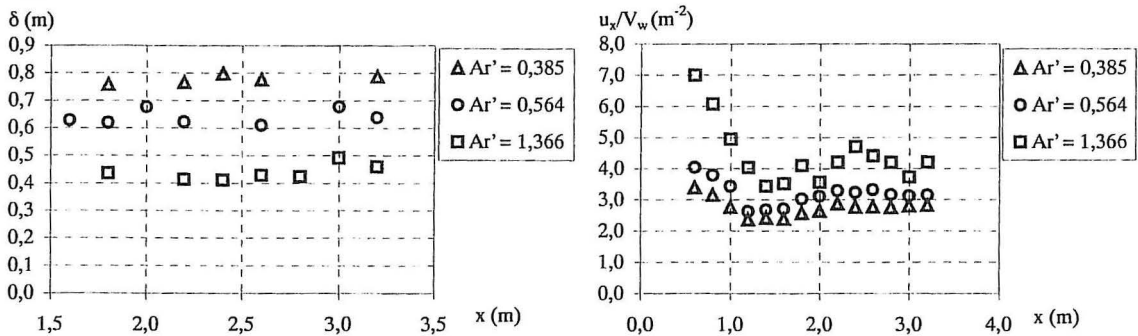 δ (m)
0,9
0,8
0,7
0,6
0,5
0,4
0,3
0,2
0,1
0,0
1,5
2,0
2,5
3,0
3,5
x (m)
Ar' = 0,385
Ar' = 0,564
Ar' = 1,366
uₓ/V_w (m⁻²)
8,0
7,0
6,0
5,0
4,0
3,0
2,0
1,0
0,0
0,0
1,0
2,0
3,0
4,0
x (m)
Ar' = 0,385
Ar' = 0,564
Ar' = 1,366